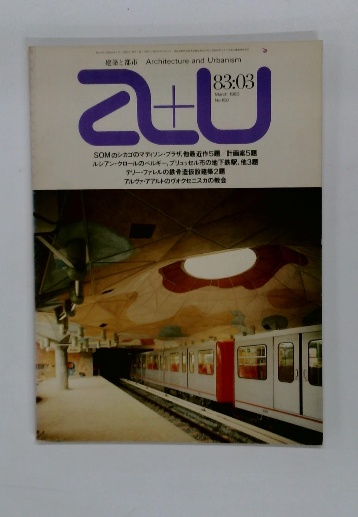 建築と都市 Architecture and Urbanism
a+u
83:03
March 1983
No.150
SOMのシカゴのマディソン・プラザ, 他最近作5題 計画案5題
ルシアン・クロールのベルギー, ブリュッセル市の地下鉄駅, 他3題
テリー・ファレルの鉄骨造仮設建築2題
アルヴァ・アアルトのヴオクセニスカの教会